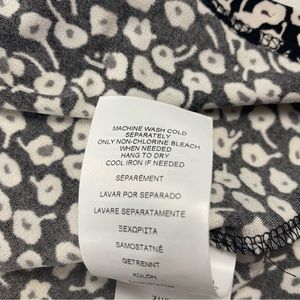 MACHINE WASH COLD
SEPARATELY
ONLY NON-CHLORINE BLEACH
WHEN NEEDED
HANG TO DRY
COOL IRON IF NEEDED
SÉPARÉMENT
LAVAR POR SEPARADO
LAVARE SEPARATAMENTE
ΞΕΧΩΡΙΣΤΑ
SAMOSTATNĚ
GETRENNT
KÜLÖN